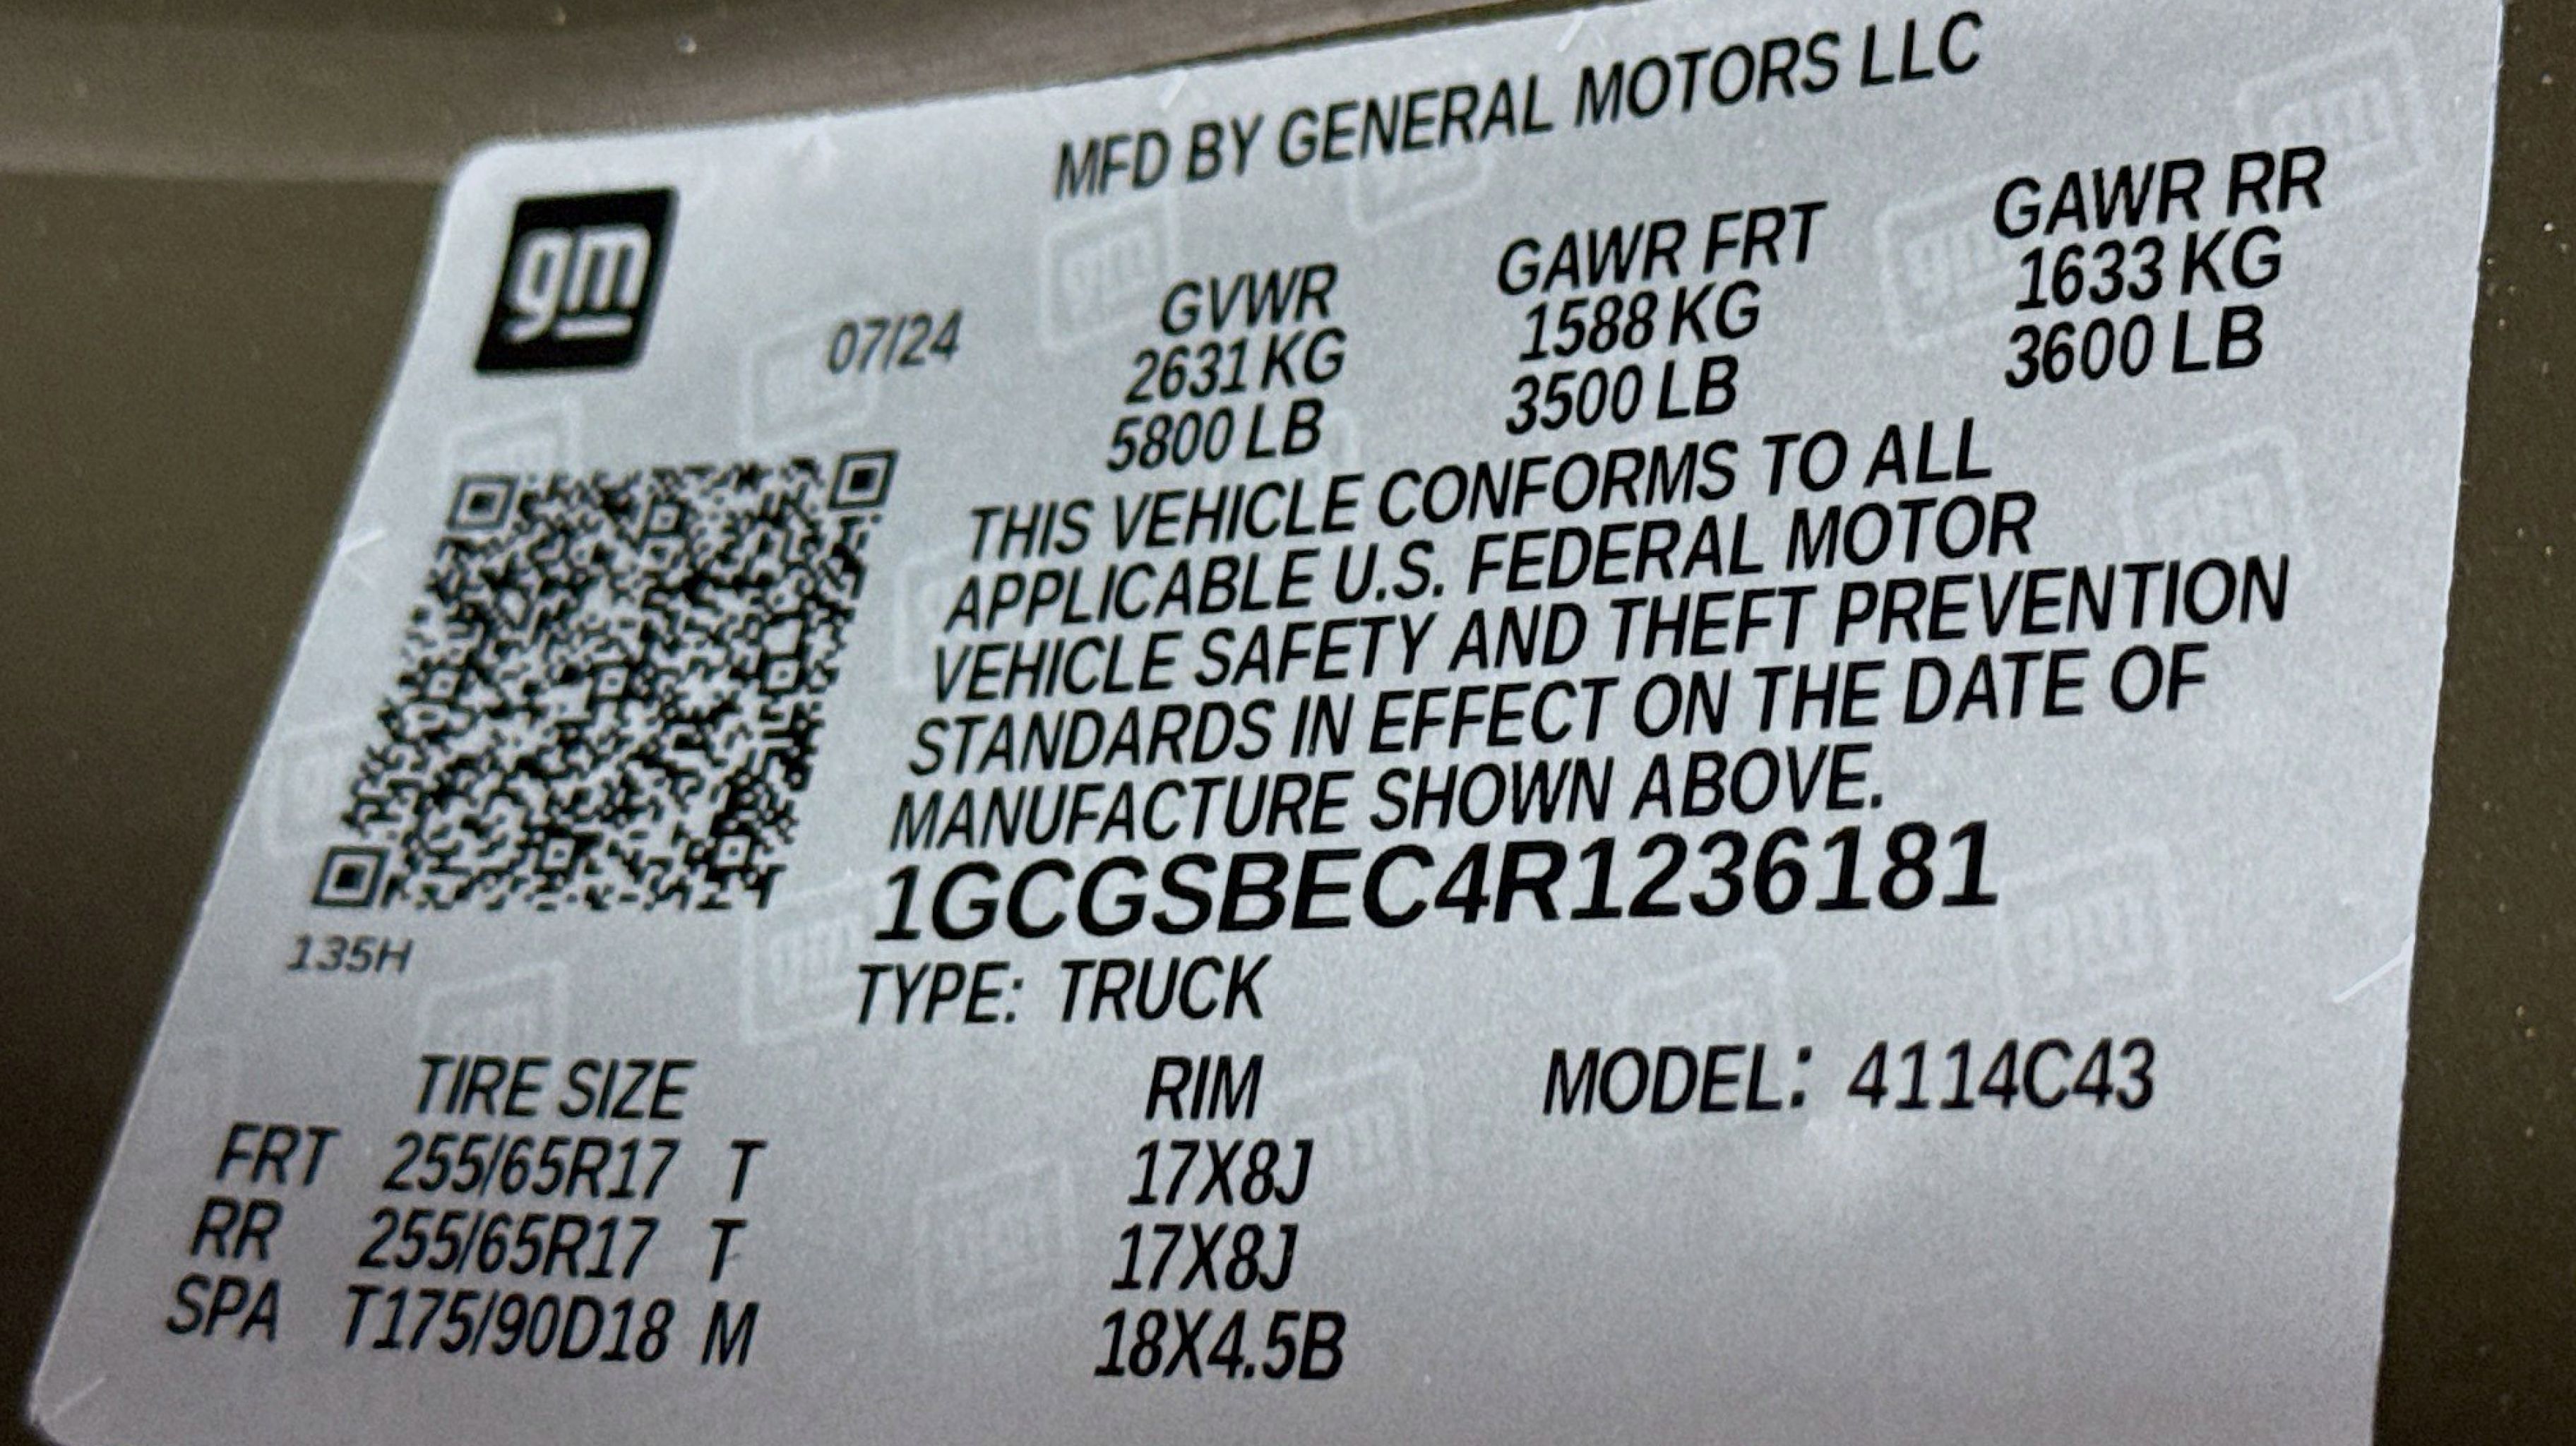 MFD BY GENERAL MOTORS LLC
gm
07/24
GVWR GAWR FRT GAWR RR
2631 KG 1588 KG 1633 KG
5800 LB 3500 LB 3600 LB
THIS VEHICLE CONFORMS TO ALL
APPLICABLE U.S. FEDERAL MOTOR
VEHICLE SAFETY AND THEFT PREVENTION
STANDARDS IN EFFECT ON THE DATE OF
MANUFACTURE SHOWN ABOVE.
1GCGSBEC4R1236181
135H
TYPE: TRUCK
TIRE SIZE RIM MODEL: 4114C43
FRT 255/65R17 T 17X8J
RR 255/65R17 T 17X8J
SPA T175/90D18 M 18X4.5B